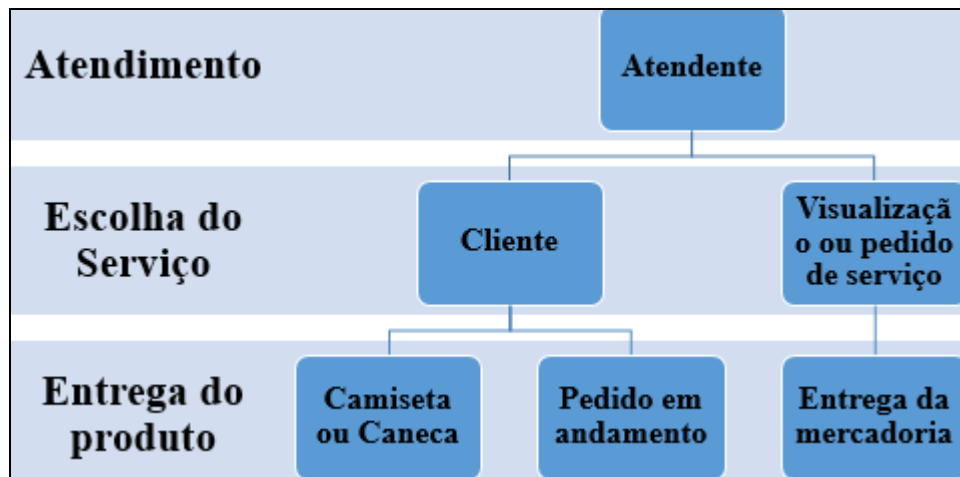 Atendimento
Atendente
Escolha do
Serviço
Cliente
Visualizaçã
o ou pedido
de serviço
Entrega do
produto
Camiseta
ou Caneca
Pedido em
andamento
Entrega da
mercadoria